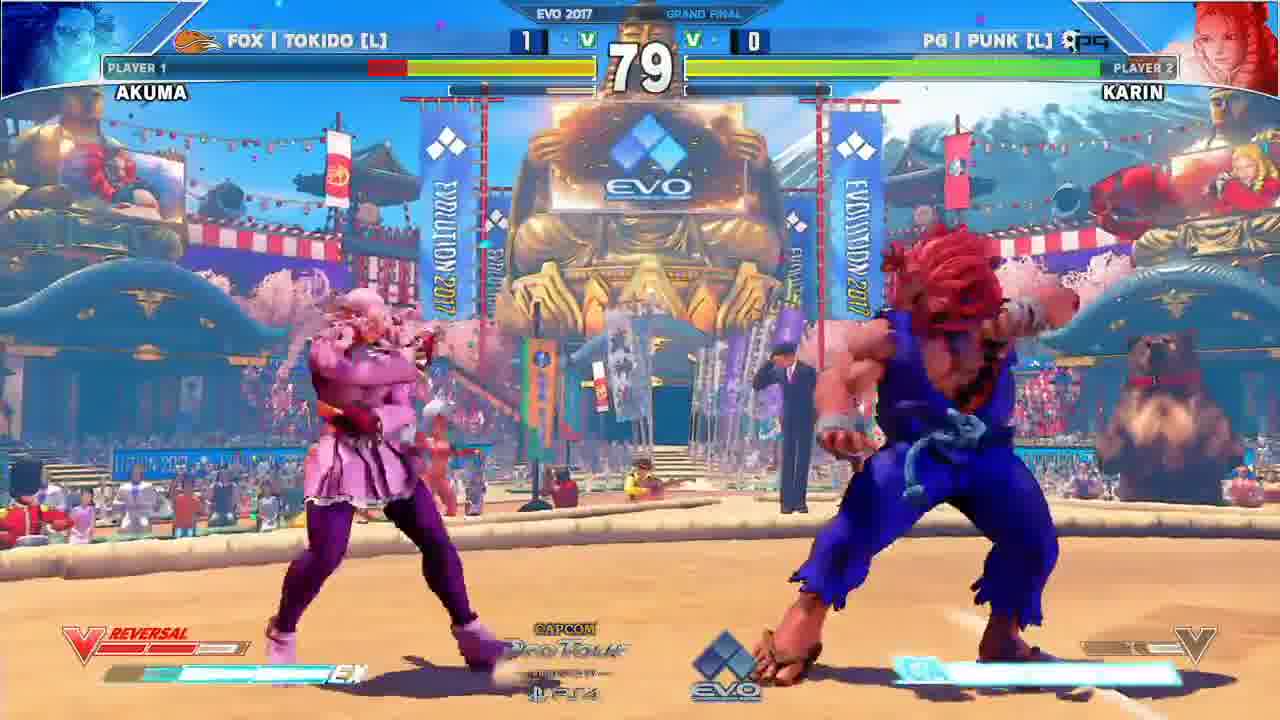 EVO 2017 GRAND FINAL
FOX | TOKIDO [L] 1 V 79 V 0 PG | PUNK [L]
PLAYER 1 PLAYER 2
AKUMA KARIN
EVO
EVOLUTION 2017
EVOLUTION 2017
V REVERSAL
EX
V
CAPCOM
PRO TOUR
PS4
EVO